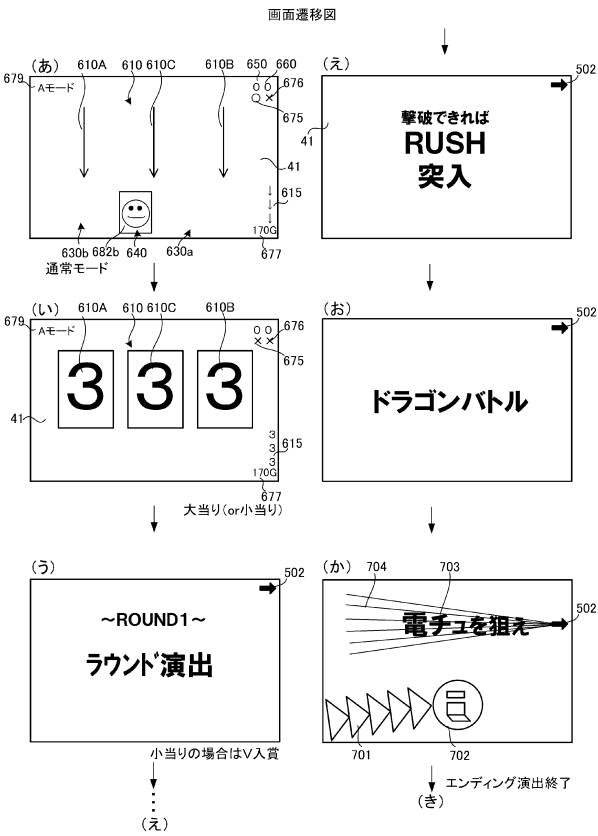 画面遷移図
(あ)
610A 610 610C 610B 650 660
679 Aモード
○ ○
○ × 676
675
41
↓
↓ 615
↓
170G
630b 682b 640 630a 677
通常モード
(い)
610A 610 610C 610B
679 Aモード
○ ○
× × 676
675
3 3 3
41
3
3 615
3
170G
677
大当り(or小当り)
(う)
502
~ROUND1~
ラウンド演出
小当りの場合はV入賞
(え)
(え)
502
41
撃破できれば
RUSH
突入
(お)
502
ドラゴンバトル
(か)
704 703
502
電チュを狙え
701 702
エンディング演出終了
(き)